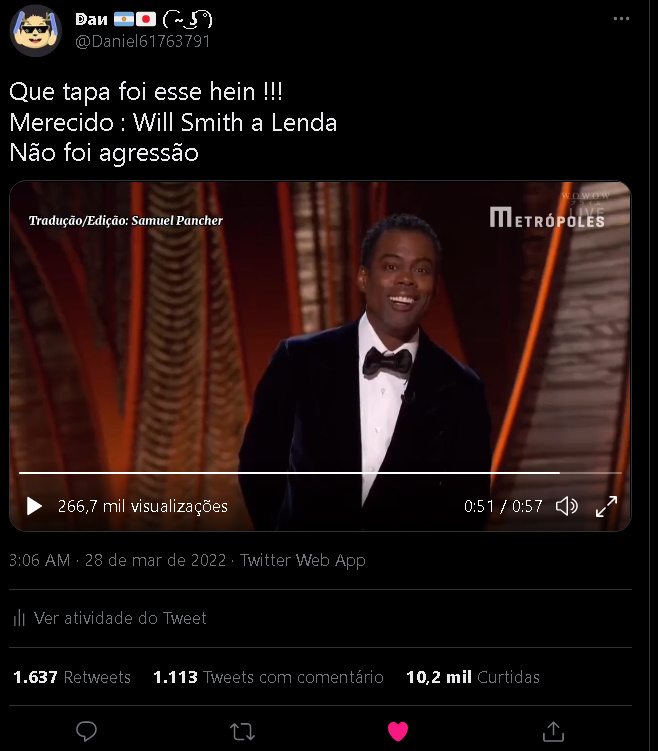 Dan ( ͡~ ͜ʖ ͡°)
@Daniel61763791
Que tapa foi esse hein !!!
Merecido : Will Smith a Lenda
Não foi agressão
Tradução/Edição: Samuel Pancher
WOWOW
LIVE
METRÓPOLES
266,7 mil visualizações
0:51 / 0:57
3:06 AM · 28 de mar de 2022 · Twitter Web App
Ver atividade do Tweet
1.637 Retweets 1.113 Tweets com comentário 10,2 mil Curtidas